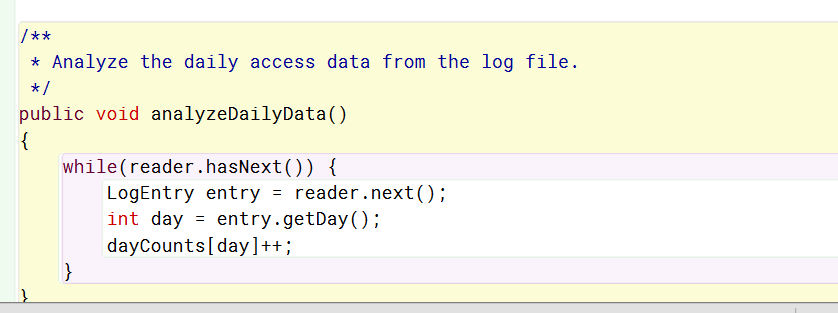 /**
 * Analyze the daily access data from the log file.
 */
public void analyzeDailyData()
{
    while(reader.hasNext()) {
        LogEntry entry = reader.next();
        int day = entry.getDay();
        dayCounts[day]++;
    }
}